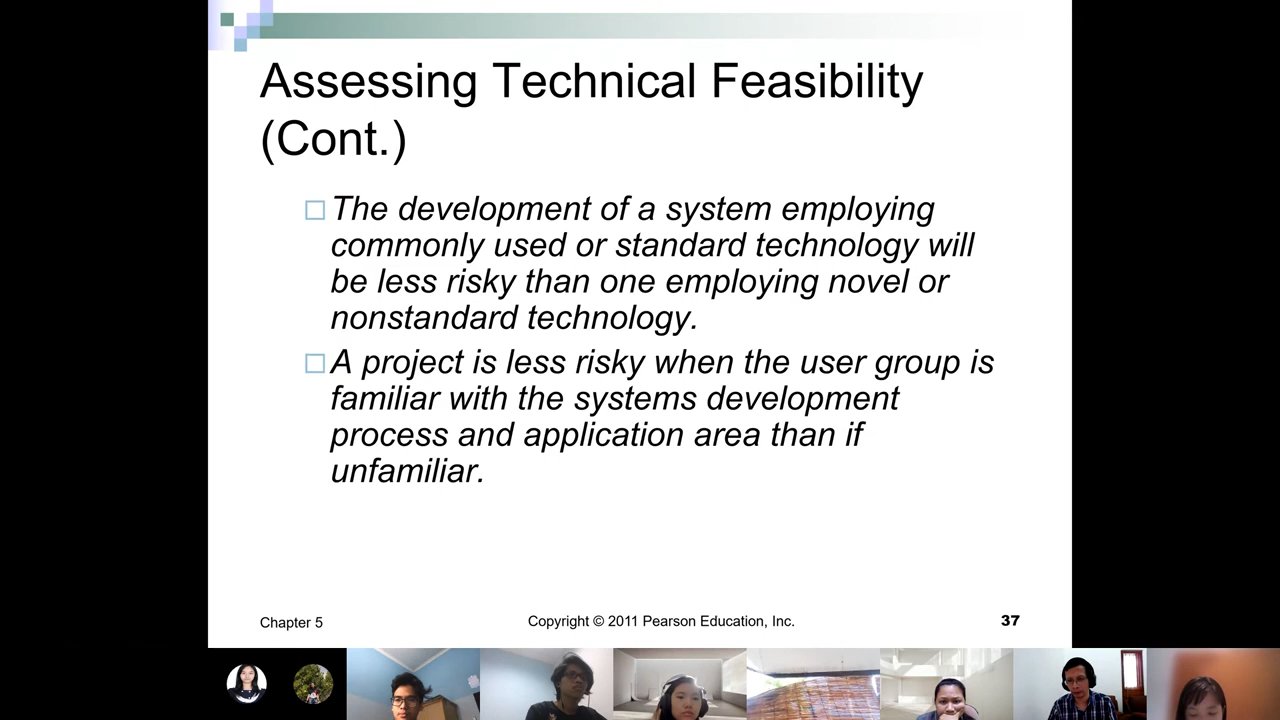 Assessing Technical Feasibility
(Cont.)
The development of a system employing
commonly used or standard technology will
be less risky than one employing novel or
nonstandard technology.
A project is less risky when the user group is
familiar with the systems development
process and application area than if
unfamiliar.
Chapter 5
Copyright © 2011 Pearson Education, Inc.
37